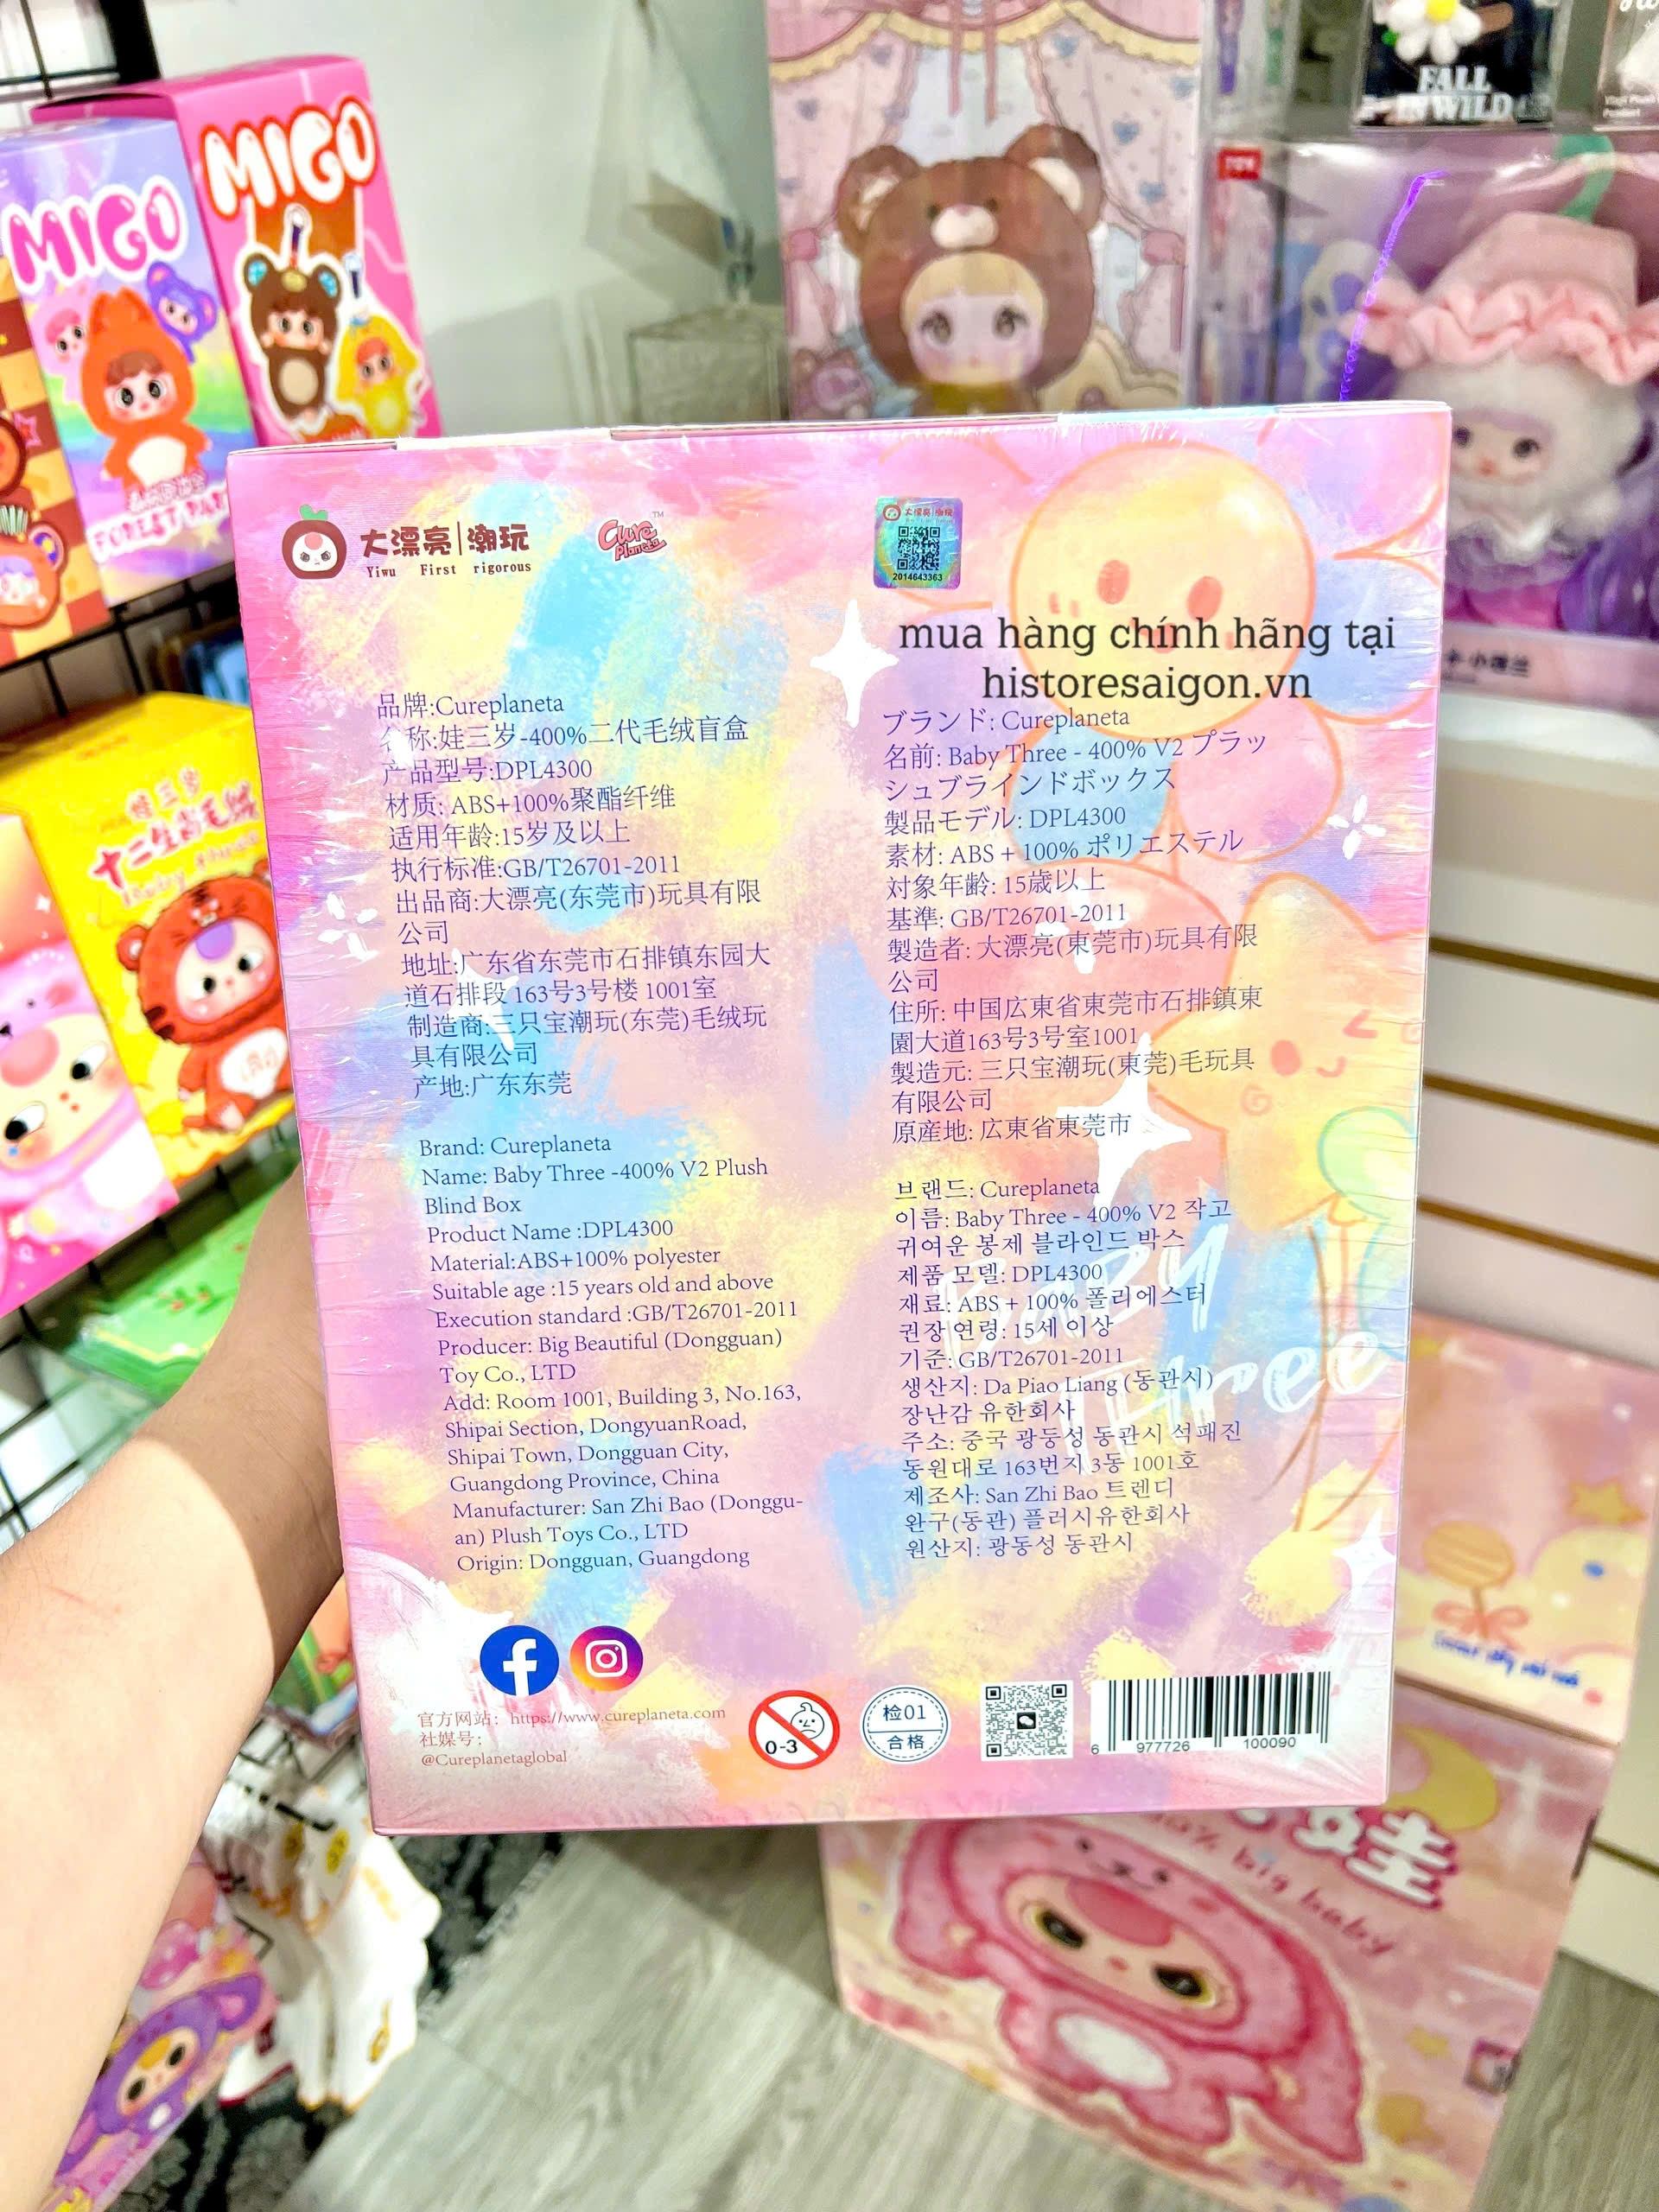 MIGO
MIGO
FOREST PAR
FALL
IN WILD
大漂亮|潮玩
Yiwu First rigorous
Cure
Planeta
TM
大漂亮|潮玩
2014643363
mua hàng chính hãng tại
historesaigon.vn
品牌:Cureplaneta
名称:娃三岁-400%二代毛绒盲盒
产品型号:DPL4300
材质: ABS+100%聚酯纤维
适用年龄:15岁及以上
执行标准:GB/T26701-2011
出品商:大漂亮(东莞市)玩具有限
公司
地址:广东省东莞市石排镇东园大
道石排段 163号3号楼 1001室
制造商:三只宝潮玩(东莞)毛绒玩
具有限公司
产地:广东东莞
Brand: Cureplaneta
Name: Baby Three -400% V2 Plush
Blind Box
Product Name :DPL4300
Material:ABS+100% polyester
Suitable age :15 years old and above
Execution standard :GB/T26701-2011
Producer: Big Beautiful (Dongguan)
Toy Co., LTD
Add: Room 1001, Building 3, No.163,
Shipai Section, DongyuanRoad,
Shipai Town, Dongguan City,
Guangdong Province, China
Manufacturer: San Zhi Bao (Donggu-
an) Plush Toys Co., LTD
Origin: Dongguan, Guangdong
ブランド: Cureplaneta
名前: Baby Three - 400% V2 プラッ
シュブラインドボックス
製品モデル: DPL4300
素材: ABS + 100% ポリエステル
対象年齢: 15歳以上
基準: GB/T26701-2011
製造者: 大漂亮(東莞市)玩具有限
公司
住所: 中国広東省東莞市石排鎮東
園大道163号3号室1001
製造元: 三只宝潮玩(東莞)毛玩具
有限公司
原産地: 広東省東莞市
브랜드: Cureplaneta
이름: Baby Three - 400% V2 작고
귀여운 봉제 블라인드 박스
제품 모델: DPL4300
재료: ABS + 100% 폴리에스터
권장 연령: 15세 이상
기준: GB/T26701-2011
생산지: Da Piao Liang (동관시)
장난감 유한회사
주소: 중국 광둥성 동관시 석패진
동원대로 163번지 3동 1001호
제조사: San Zhi Bao 트렌디
완구(동관) 플러시유한회사
원산지: 광동성 동관시
Baby
Three
官方网站: https://www.cureplaneta.com
社媒号:
@Cureplanetaglobal
0-3
检01
合格
6 977726 100090
娃三岁
十二生肖毛绒
big baby
娃